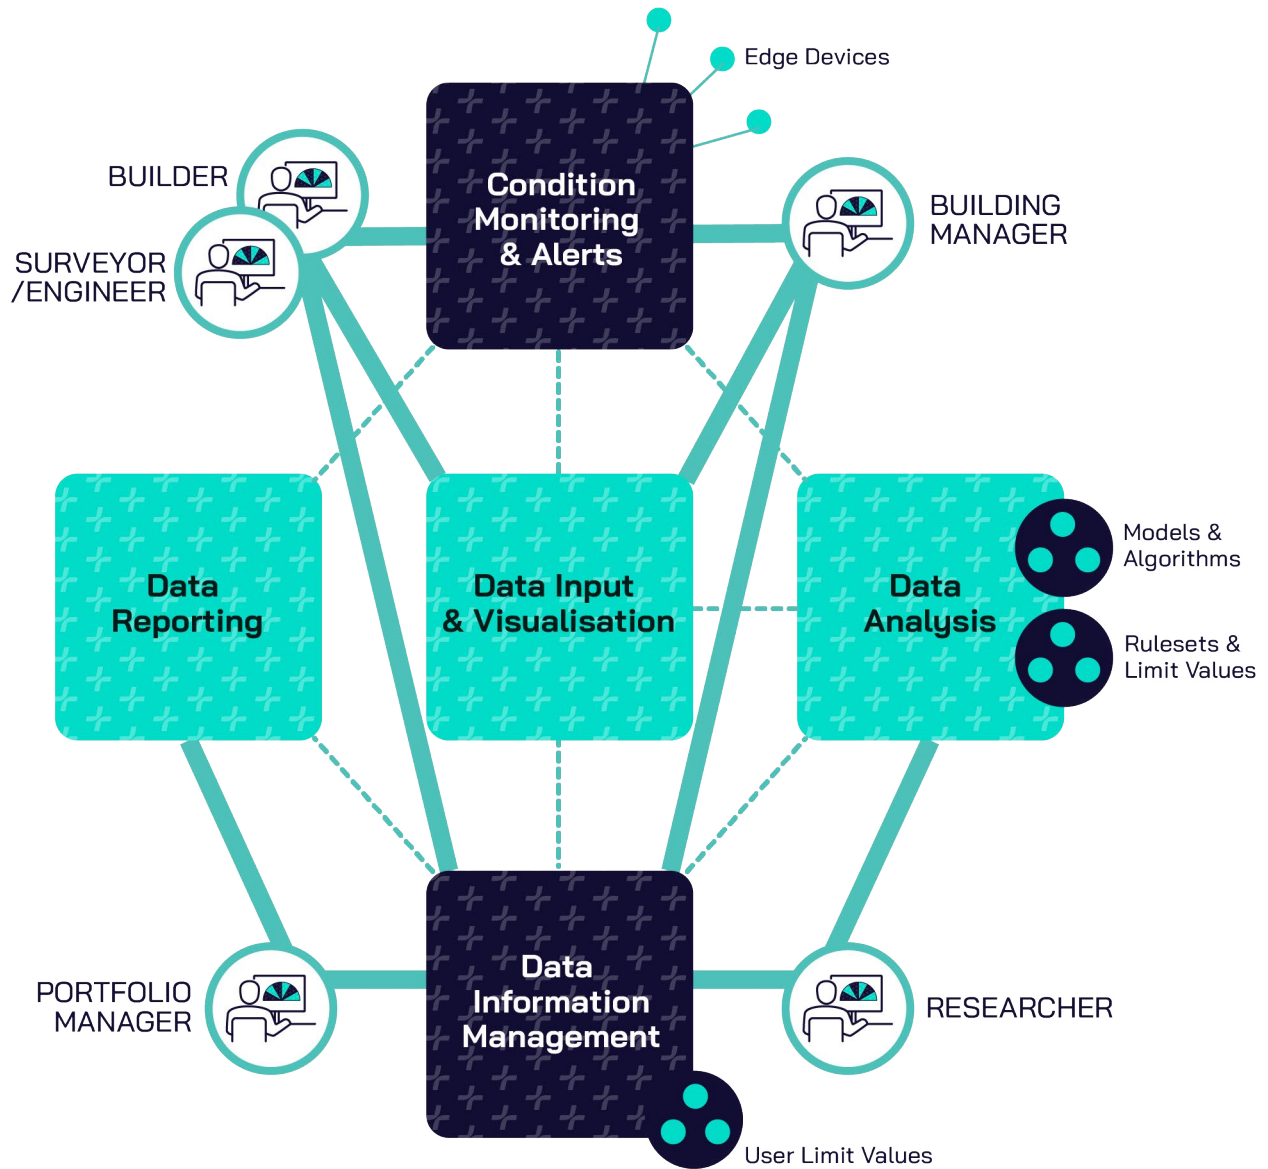 Edge Devices
BUILDER
SURVEYOR
/ENGINEER
Condition
Monitoring
& Alerts
BUILDING
MANAGER
Data
Reporting
Data Input
& Visualisation
Data
Analysis
Models &
Algorithms
Rulesets &
Limit Values
PORTFOLIO
MANAGER
Data
Information
Management
RESEARCHER
User Limit Values